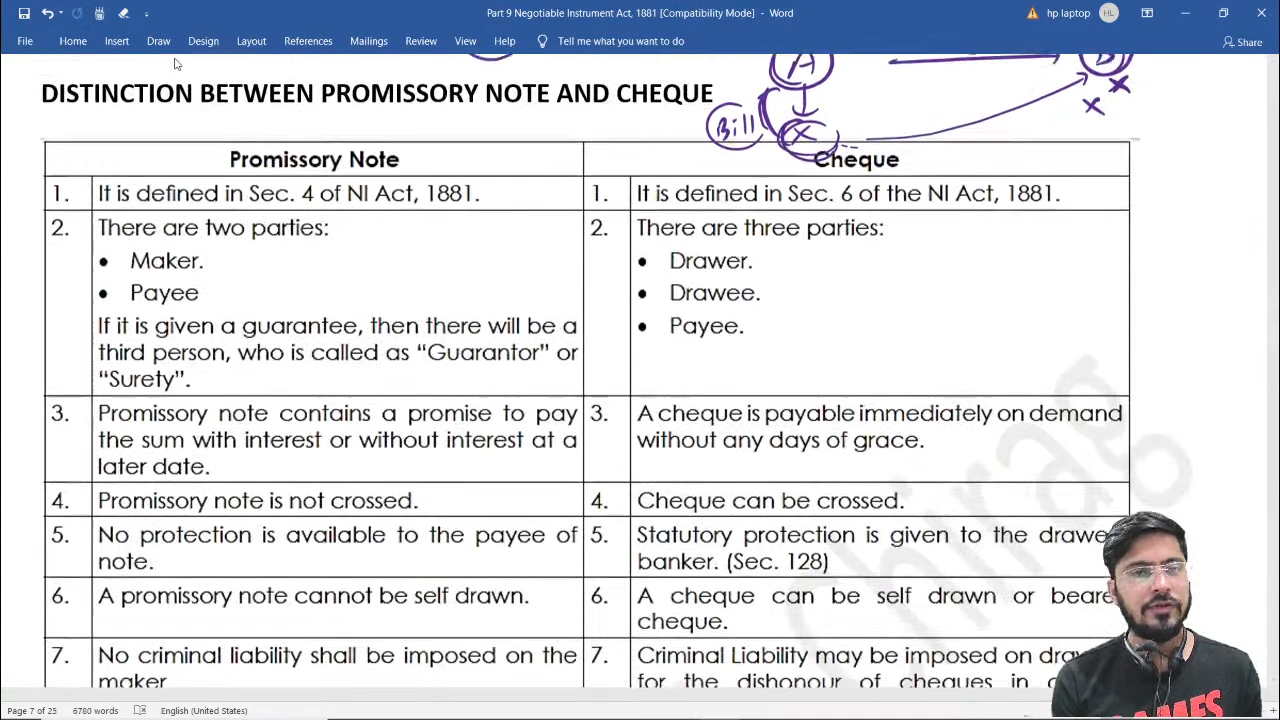 Part 9 Negotiable Instrument Act, 1881 [Compatibility Mode] - Word
hp laptop HL
File Home Insert Draw Design Layout References Mailings Review View Help Tell me what you want to do Share
A
B
x
x
Bill
X
DISTINCTION BETWEEN PROMISSORY NOTE AND CHEQUE
Promissory Note Cheque
1. It is defined in Sec. 4 of NI Act, 1881.
1. It is defined in Sec. 6 of the NI Act, 1881.
2. There are two parties:
• Maker.
• Payee
If it is given a guarantee, then there will be a
third person, who is called as “Guarantor” or
“Surety”.
2. There are three parties:
• Drawer.
• Drawee.
• Payee.
3. Promissory note contains a promise to pay
the sum with interest or without interest at a
later date.
3. A cheque is payable immediately on demand
without any days of grace.
4. Promissory note is not crossed.
4. Cheque can be crossed.
5. No protection is available to the payee of
note.
5. Statutory protection is given to the drawe
banker. (Sec. 128)
6. A promissory note cannot be self drawn.
6. A cheque can be self drawn or beare
cheque.
7. No criminal liability shall be imposed on the
maker
7. Criminal Liability may be imposed on draw
for the dishonour of cheques in
Chirag
GAMES
Page 7 of 25 6780 words English (United States)